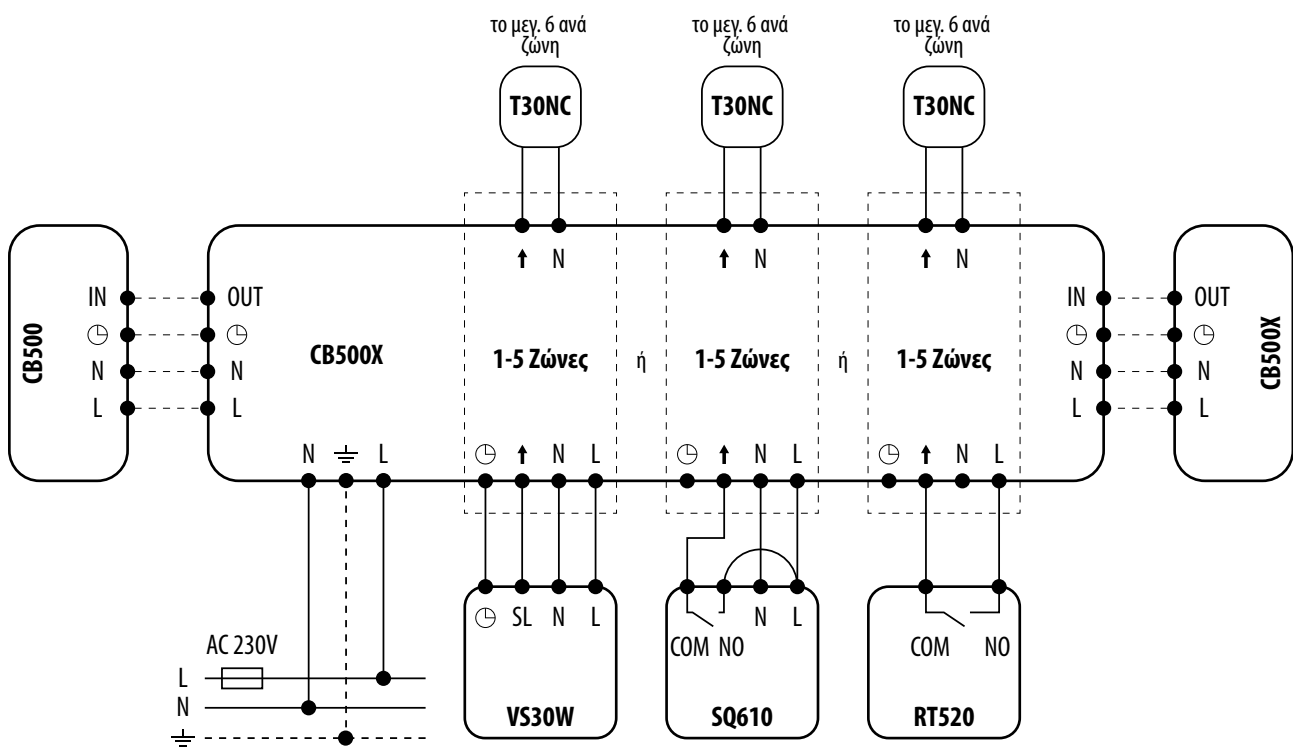 το μεγ. 6 ανά
ζώνη
το μεγ. 6 ανά
ζώνη
το μεγ. 6 ανά
ζώνη
T30NC
T30NC
T30NC
↑ N
↑ N
↑ N
CB500
IN
N
L
OUT
N
L
CB500X
1-5 Ζώνες
ή
1-5 Ζώνες
ή
1-5 Ζώνες
IN
N
L
OUT
N
L
CB500X
N L
↑ N L
↑ N L
↑ N L
SL N L
VS30W
N L
COM NO
SQ610
COM NO
RT520
AC 230V
L
N